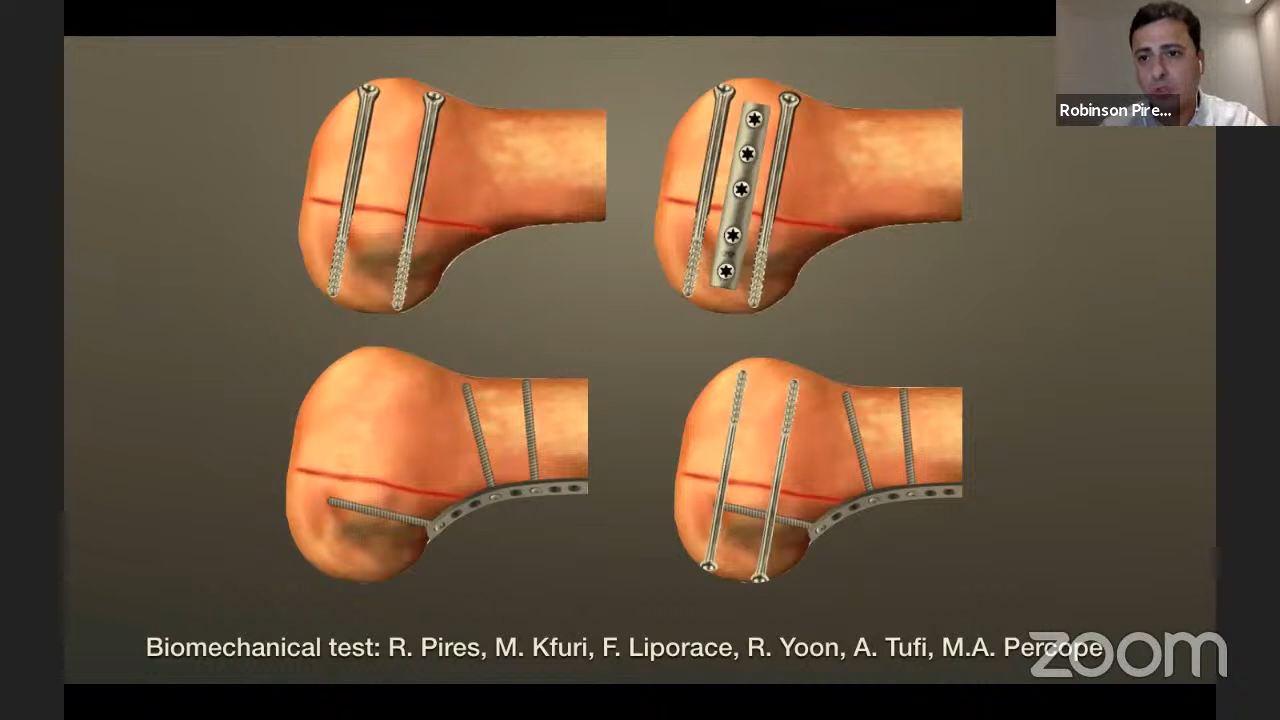 Robinson Pire...
Biomechanical test: R. Pires, M. Kfuri, F. Liporace, R. Yoon, A. Tufi, M.A. Percope
zoom